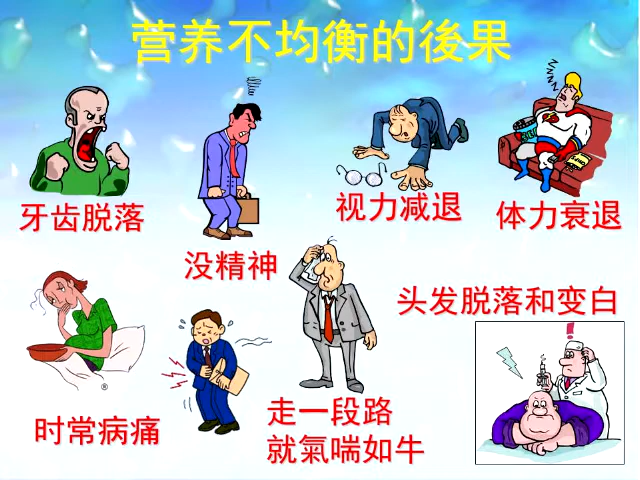 营养不均衡的後果
牙齿脱落
没精神
视力减退
体力衰退
头发脱落和变白
时常病痛
走一段路
就氣喘如牛